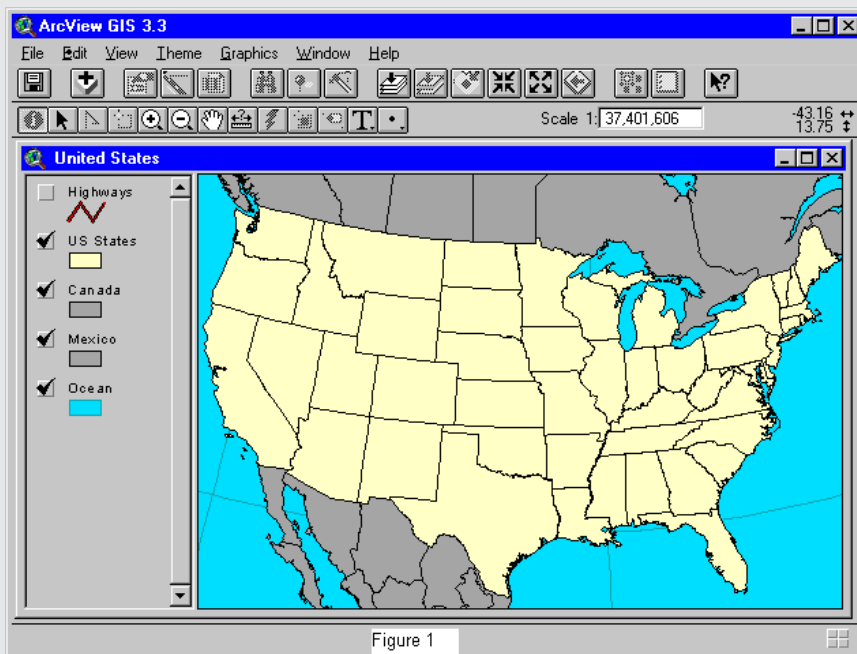 ArcView GIS 3.3
File Edit View Theme Graphics Window Help
T
Scale 1: 37,401,606
-43.16
13.75
United States
Highways
US States
Canada
Mexico
Ocean
Figure 1